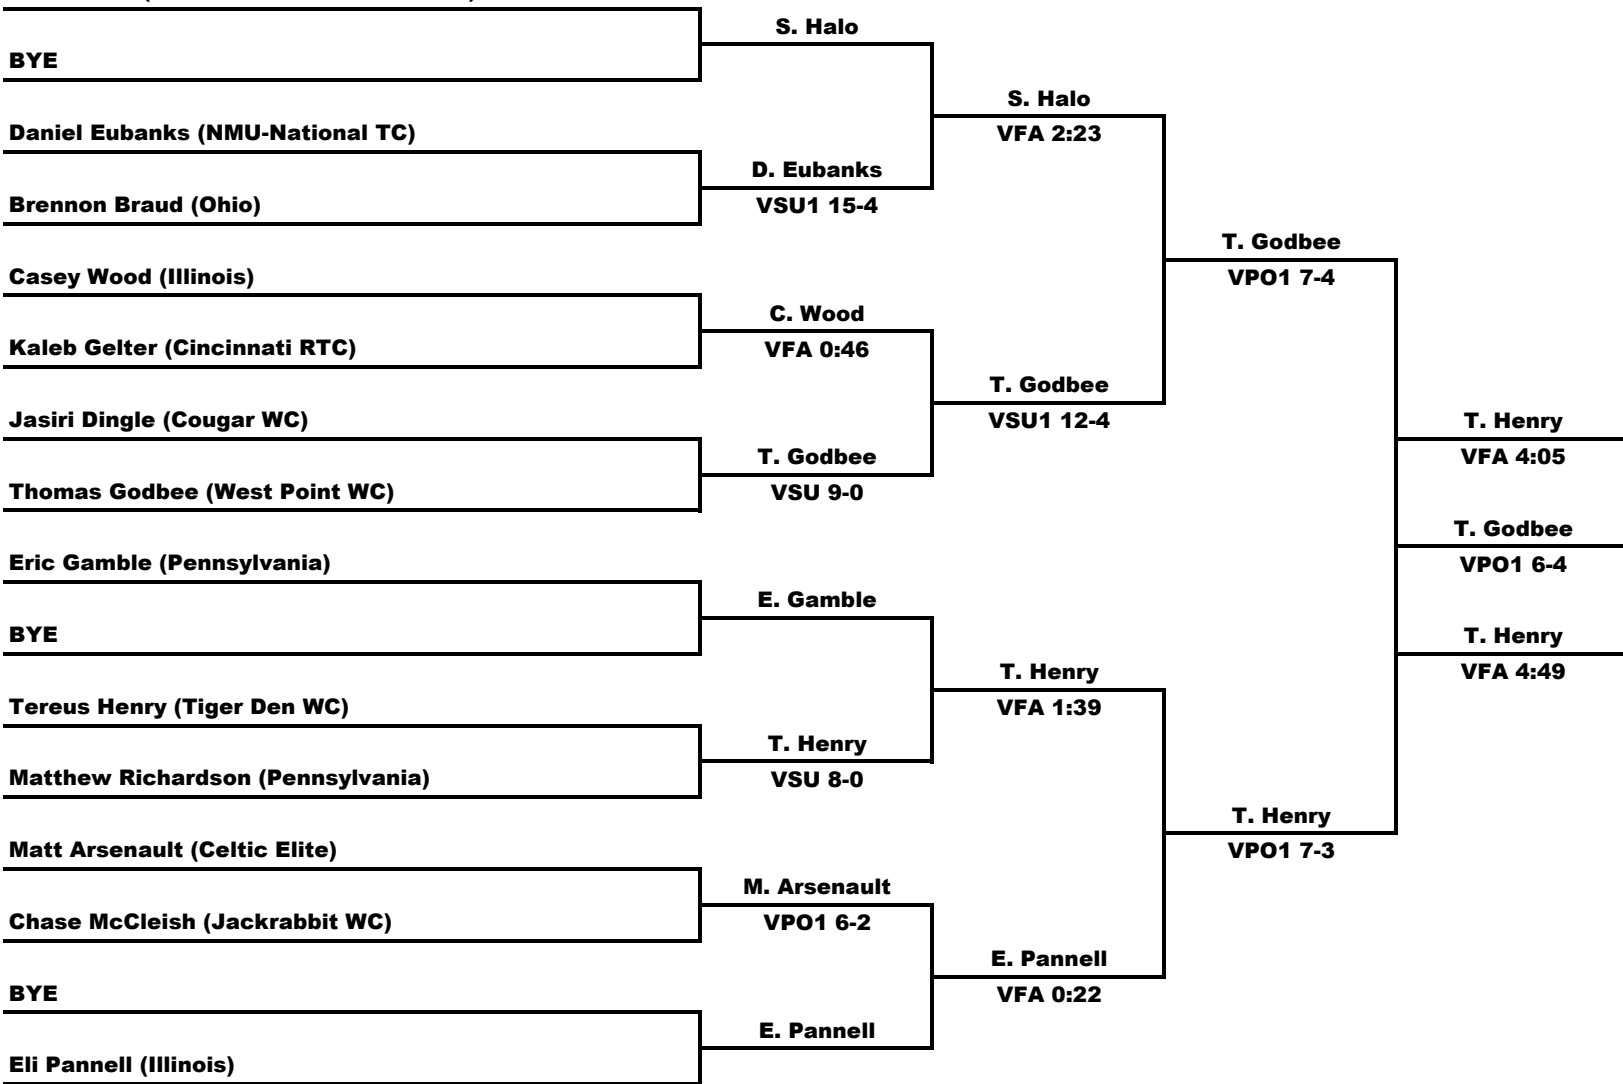 S. Halo
BYE
S. Halo
Daniel Eubanks (NMU-National TC)
VFA 2:23
D. Eubanks
Brennon Braud (Ohio)
VSU1 15-4
T. Godbee
Casey Wood (Illinois)
VPO1 7-4
C. Wood
Kaleb Gelter (Cincinnati RTC)
VFA 0:46
T. Godbee
Jasiri Dingle (Cougar WC)
VSU1 12-4
T. Henry
T. Godbee
VFA 4:05
Thomas Godbee (West Point WC)
VSU 9-0
T. Godbee
Eric Gamble (Pennsylvania)
VPO1 6-4
E. Gamble
BYE
T. Henry
T. Henry
VFA 4:49
Tereus Henry (Tiger Den WC)
VFA 1:39
T. Henry
Matthew Richardson (Pennsylvania)
VSU 8-0
T. Henry
Matt Arsenault (Celtic Elite)
VPO1 7-3
M. Arsenault
Chase McCleish (Jackrabbit WC)
VPO1 6-2
E. Pannell
BYE
VFA 0:22
E. Pannell
Eli Pannell (Illinois)